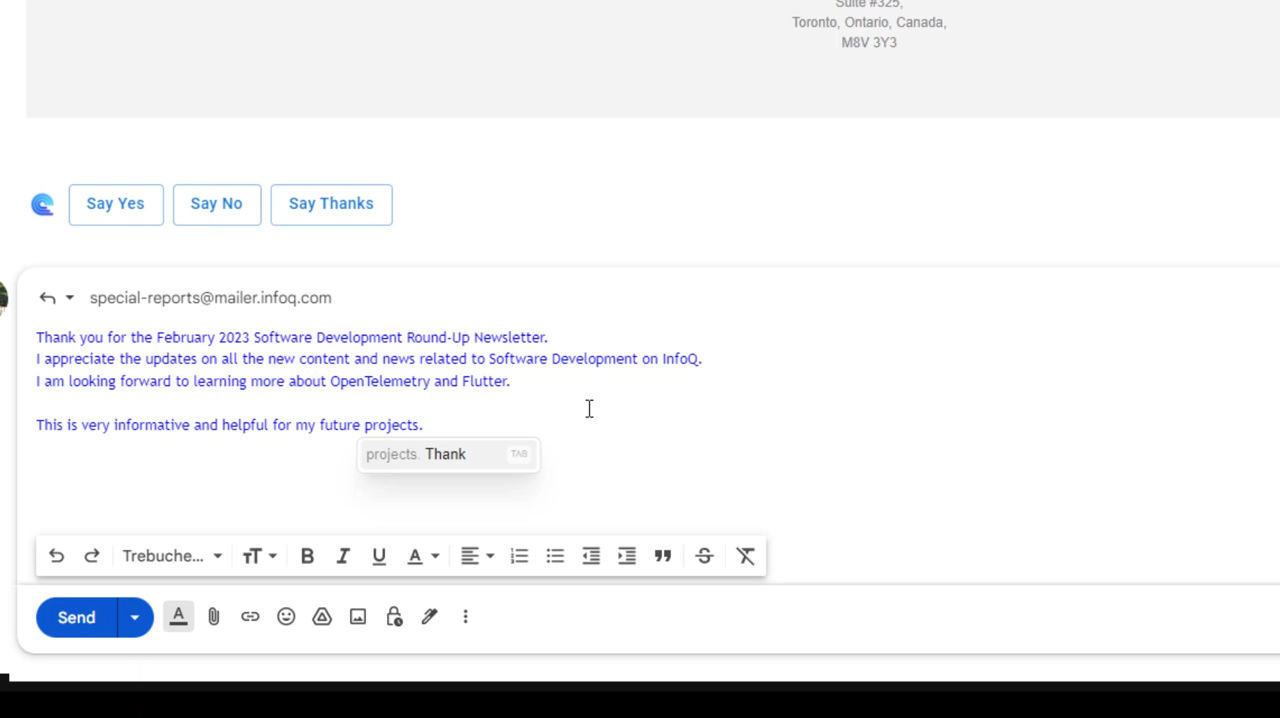 Suite #325,
Toronto, Ontario, Canada,
M8V 3Y3
Say Yes
Say No
Say Thanks
special-reports@mailer.infoq.com
Thank you for the February 2023 Software Development Round-Up Newsletter.
I appreciate the updates on all the new content and news related to Software Development on InfoQ.
I am looking forward to learning more about OpenTelemetry and Flutter.
This is very informative and helpful for my future projects.
projects. Thank TAB
Trebuche...
Send